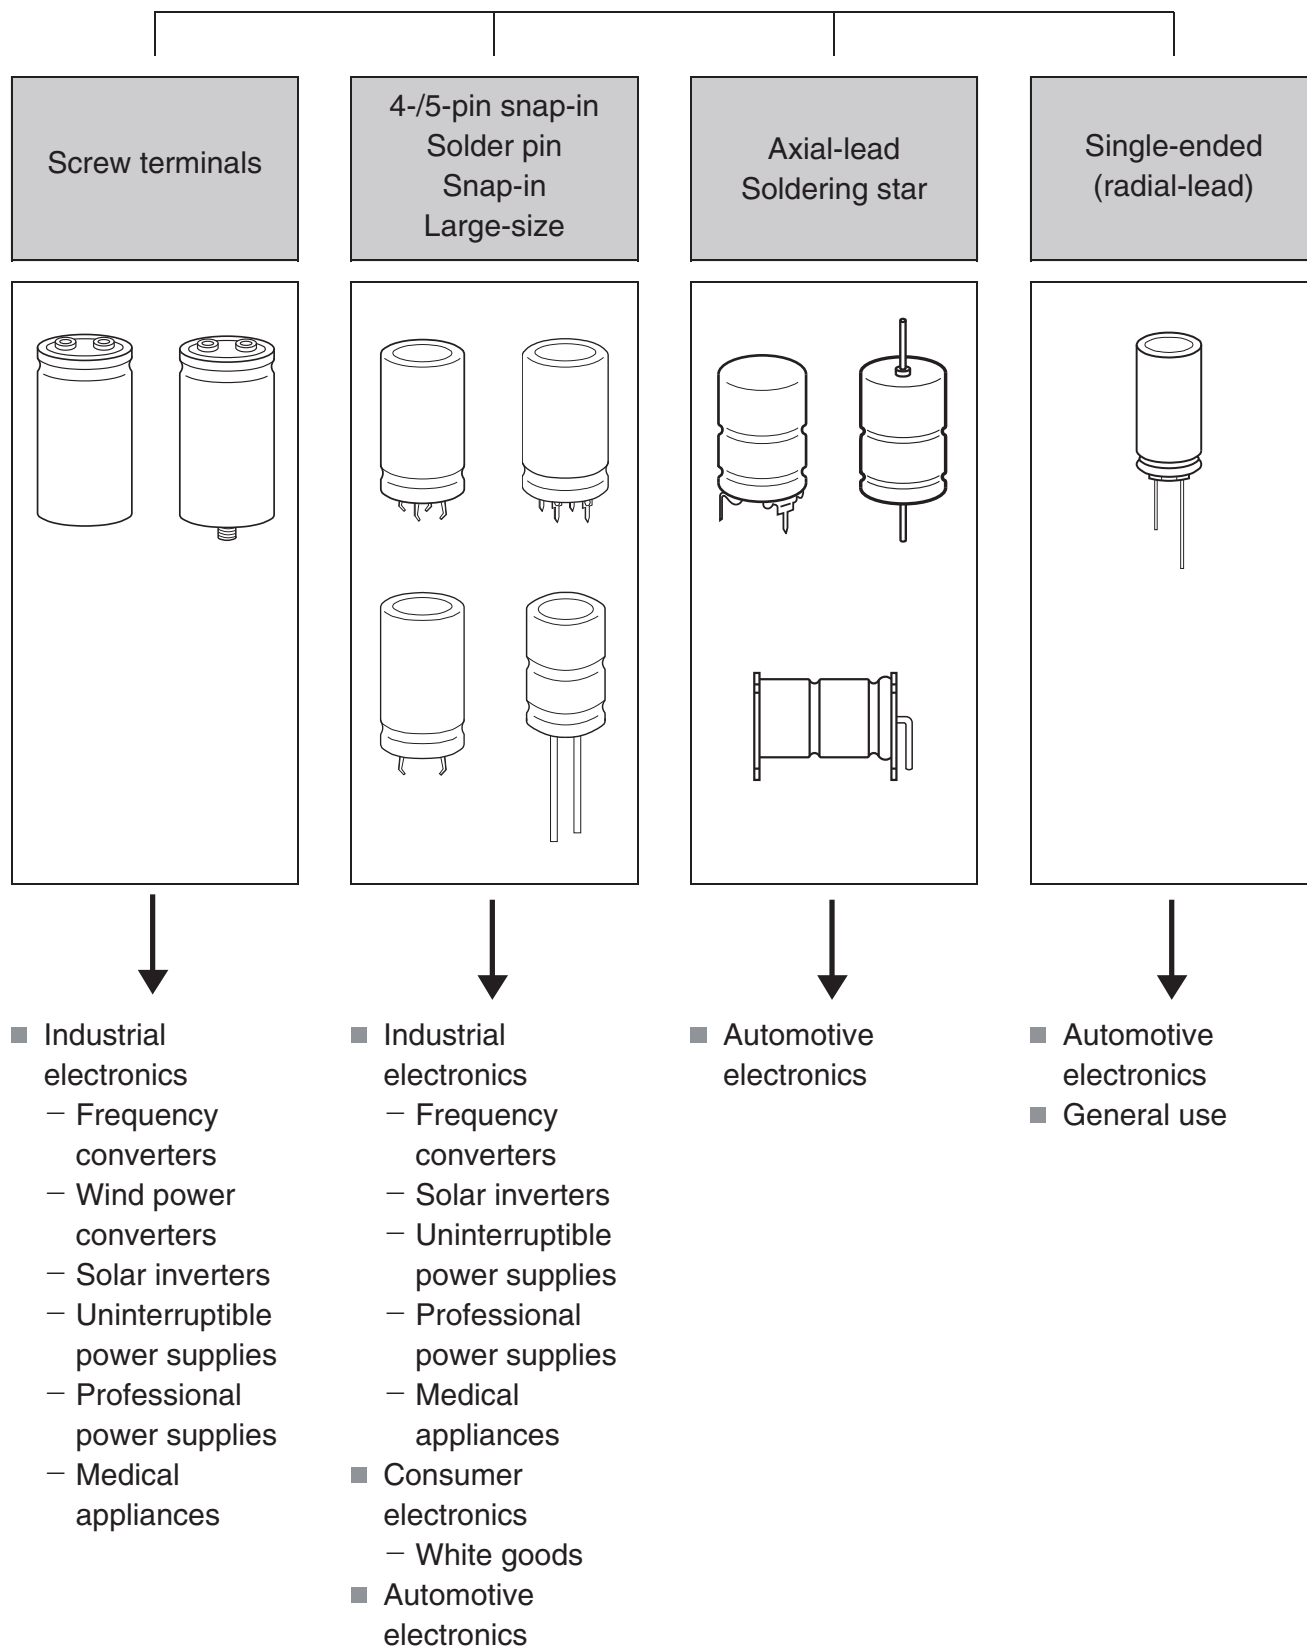 Screw terminals
4-/5-pin snap-in
Solder pin
Snap-in
Large-size
Axial-lead
Soldering star
Single-ended
(radial-lead)
■ Industrial
electronics
– Frequency
converters
– Wind power
converters
– Solar inverters
– Uninterruptible
power supplies
– Professional
power supplies
– Medical
appliances
■ Industrial
electronics
– Frequency
converters
– Solar inverters
– Uninterruptible
power supplies
– Professional
power supplies
– Medical
appliances
■ Consumer
electronics
– White goods
■ Automotive
electronics
■ Automotive
electronics
■ Automotive
electronics
■ General use